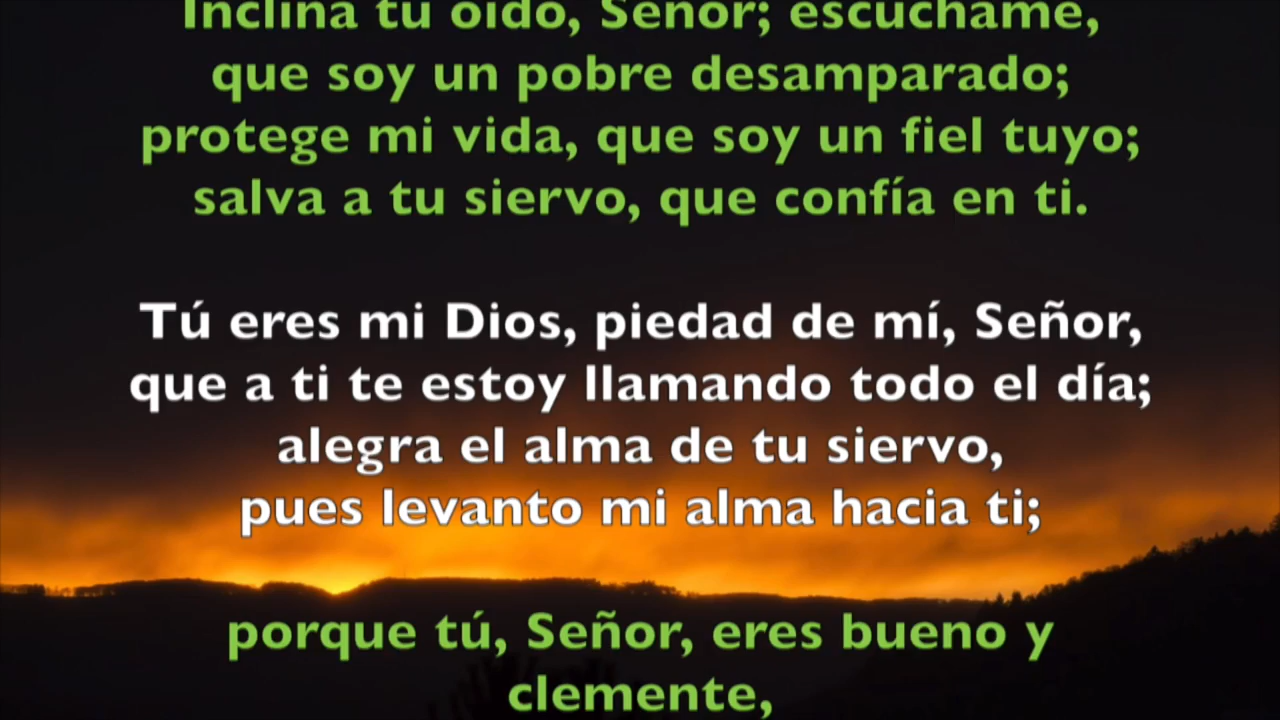 Inclina tu oído, Señor; escúchame,
que soy un pobre desamparado;
protege mi vida, que soy un fiel tuyo;
salva a tu siervo, que confía en ti.
Tú eres mi Dios, piedad de mí, Señor,
que a ti te estoy llamando todo el día;
alegra el alma de tu siervo,
pues levanto mi alma hacia ti;
porque tú, Señor, eres bueno y
clemente,